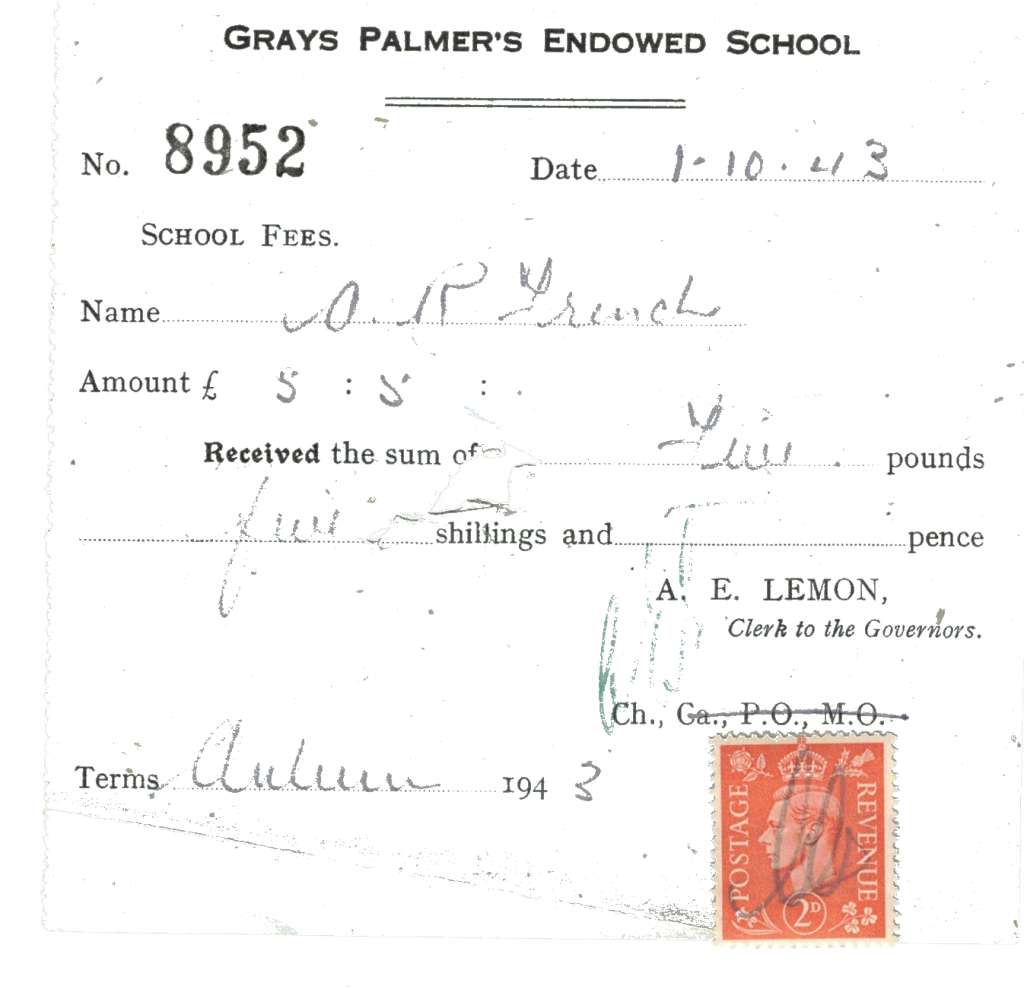 GRAYS PALMER'S ENDOWED SCHOOL
No. 8952 Date 1.10.43
SCHOOL FEES.
Name R French
Amount £ 5 : 5 :
Received the sum of Five pounds
five shillings and pence
A. E. LEMON,
Clerk to the Governors.
Ch., Ca., P.O., M.O.
Terms Autumn 1943
POSTAGE REVENUE
2D